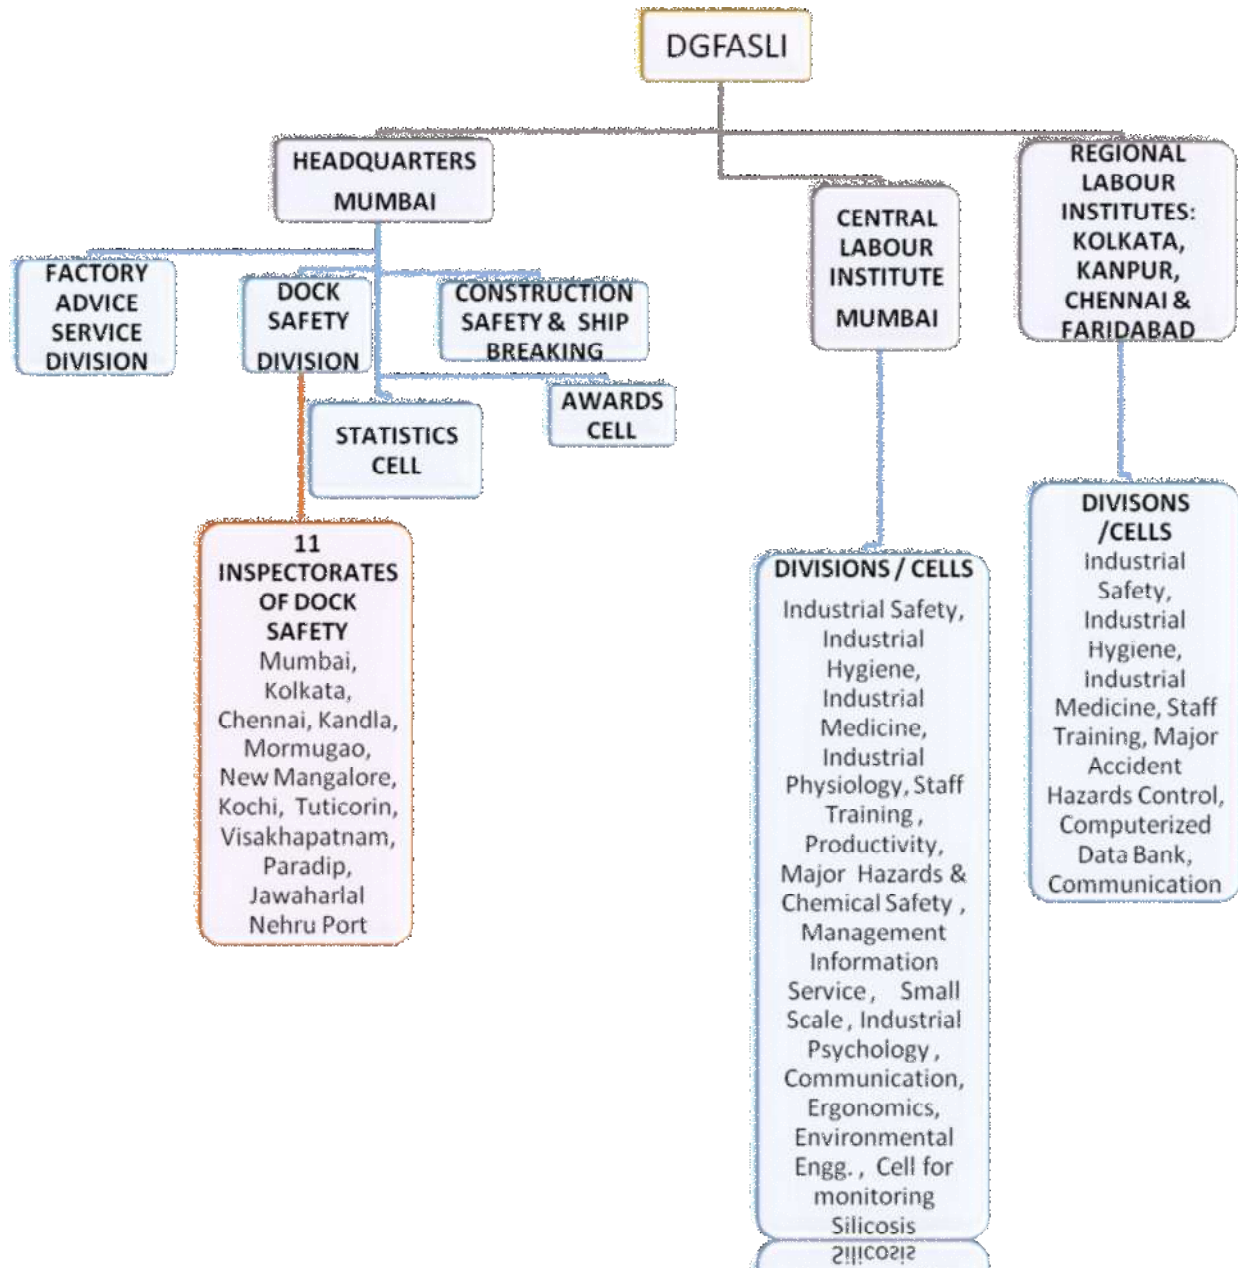 DGFASLI
HEADQUARTERS
MUMBAI
FACTORY
ADVICE
SERVICE
DIVISION
DOCK
SAFETY
DIVISION
CONSTRUCTION
SAFETY & SHIP
BREAKING
STATISTICS
CELL
AWARDS
CELL
11
INSPECTORATES
OF DOCK
SAFETY
Mumbai,
Kolkata,
Chennai, Kandla,
Mormugao,
New Mangalore,
Kochi, Tuticorin,
Visakhapatnam,
Paradip,
Jawaharlal
Nehru Port
CENTRAL
LABOUR
INSTITUTE
MUMBAI
DIVISIONS / CELLS
Industrial Safety,
Industrial
Hygiene,
Industrial
Medicine,
Industrial
Physiology, Staff
Training ,
Productivity,
Major Hazards &
Chemical Safety ,
Management
Information
Service , Small
Scale , Industrial
Psychology ,
Communication,
Ergonomics,
Environmental
Engg. , Cell for
monitoring
Silicosis
REGIONAL
LABOUR
INSTITUTES:
KOLKATA,
KANPUR,
CHENNAI &
FARIDABAD
DIVISONS
/CELLS
Industrial
Safety,
Industrial
Hygiene,
Industrial
Medicine, Staff
Training, Major
Accident
Hazards Control,
Computerized
Data Bank,
Communication